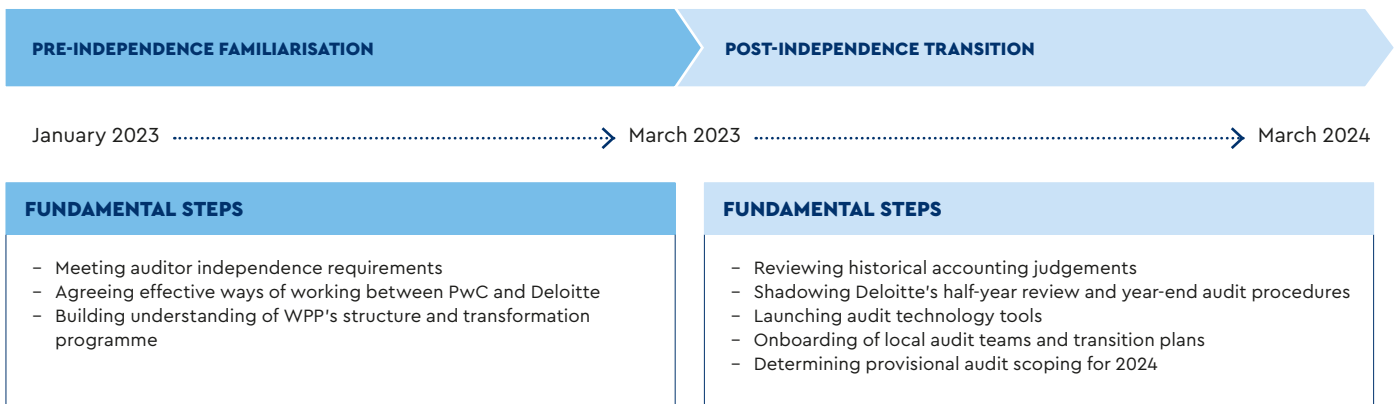 PRE-INDEPENDENCE FAMILIARISATION
POST-INDEPENDENCE TRANSITION
January 2023
March 2023
March 2024
FUNDAMENTAL STEPS
– Meeting auditor independence requirements
– Agreeing effective ways of working between PwC and Deloitte
– Building understanding of WPP's structure and transformation
programme
FUNDAMENTAL STEPS
– Reviewing historical accounting judgements
– Shadowing Deloitte's half-year review and year-end audit procedures
– Launching audit technology tools
– Onboarding of local audit teams and transition plans
– Determining provisional audit scoping for 2024